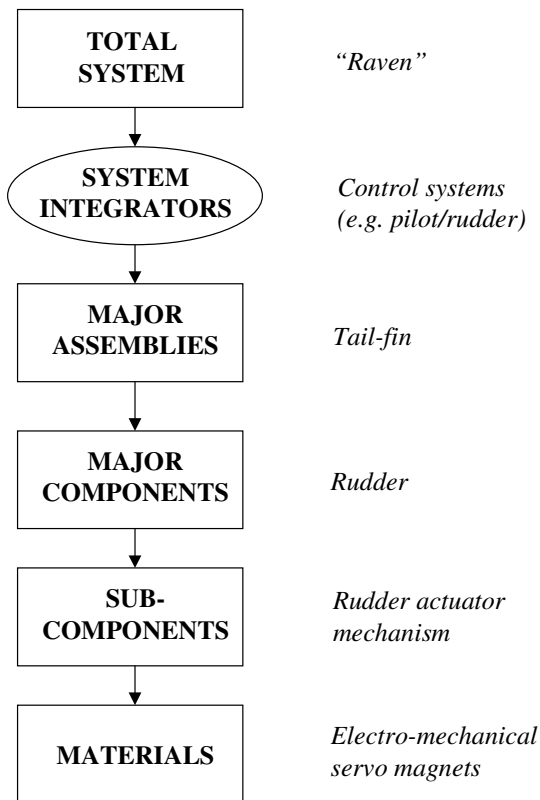 TOTAL
SYSTEM
“Raven”
SYSTEM
INTEGRATORS
Control systems
(e.g. pilot/rudder)
MAJOR
ASSEMBLIES
Tail-fin
MAJOR
COMPONENTS
Rudder
SUB-
COMPONENTS
Rudder actuator
mechanism
MATERIALS
Electro-mechanical
servo magnets